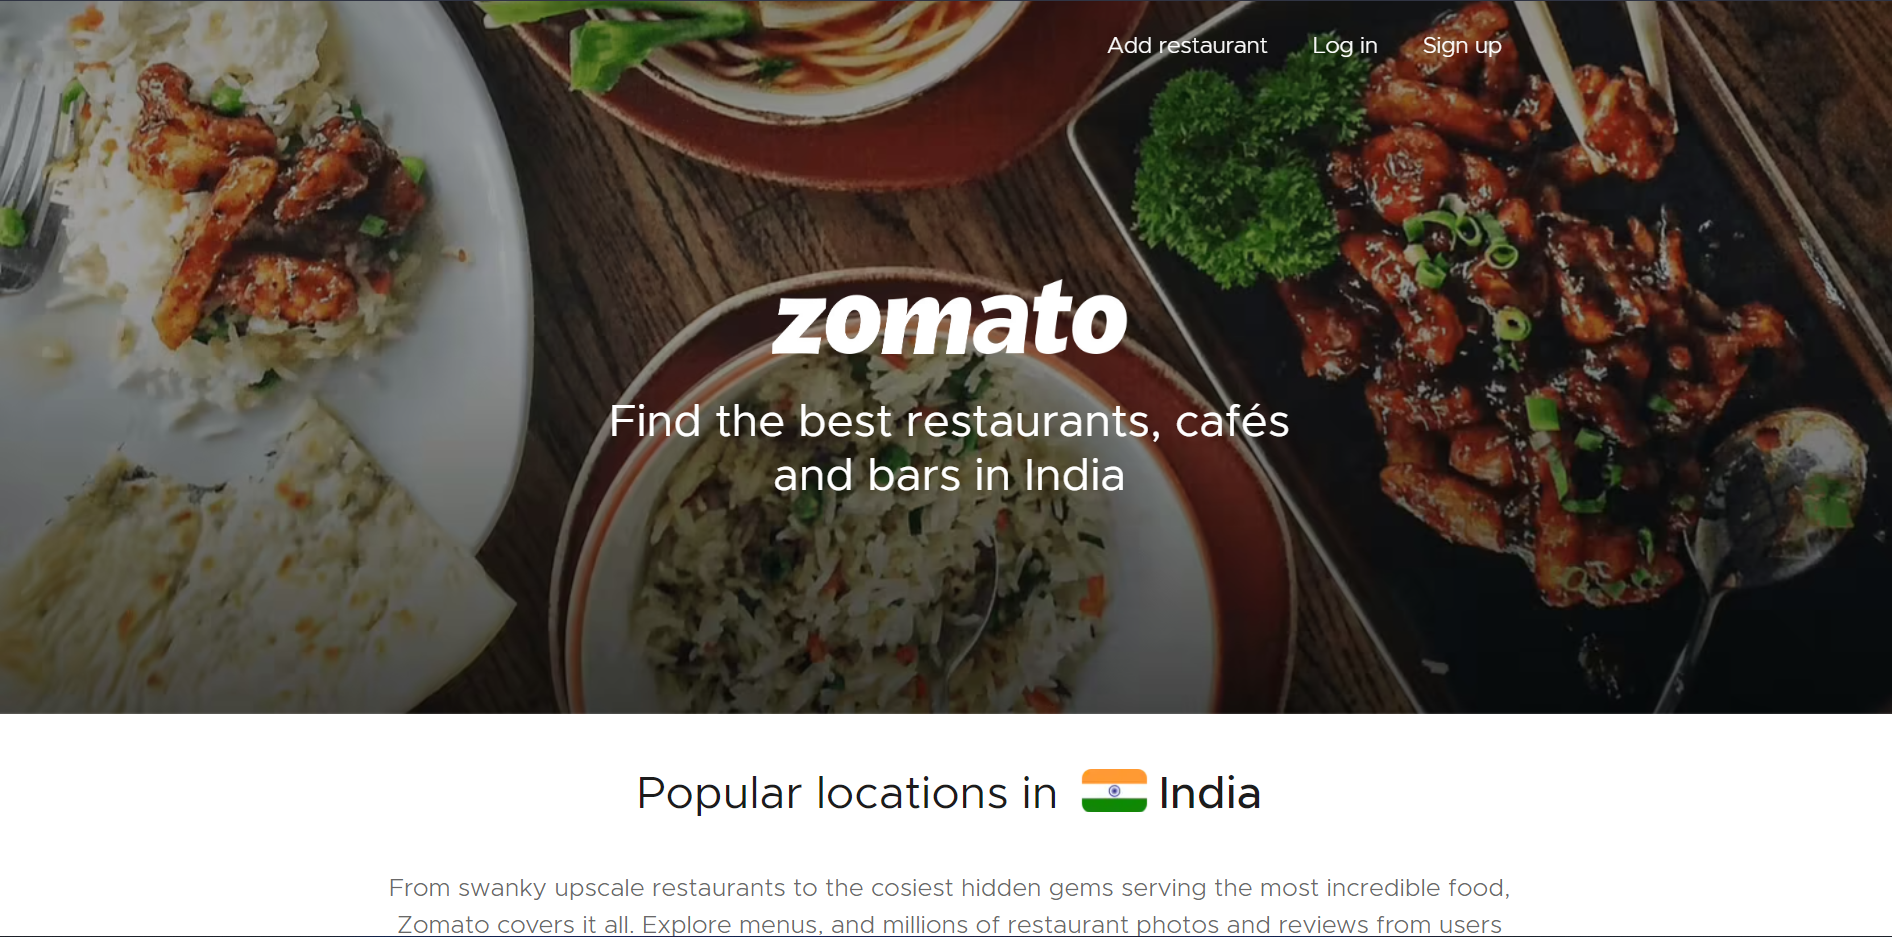 Add restaurant Log in Sign up
zomato
Find the best restaurants, cafés
and bars in India
Popular locations in India
From swanky upscale restaurants to the cosiest hidden gems serving the most incredible food,
Zomato covers it all. Explore menus, and millions of restaurant photos and reviews from users